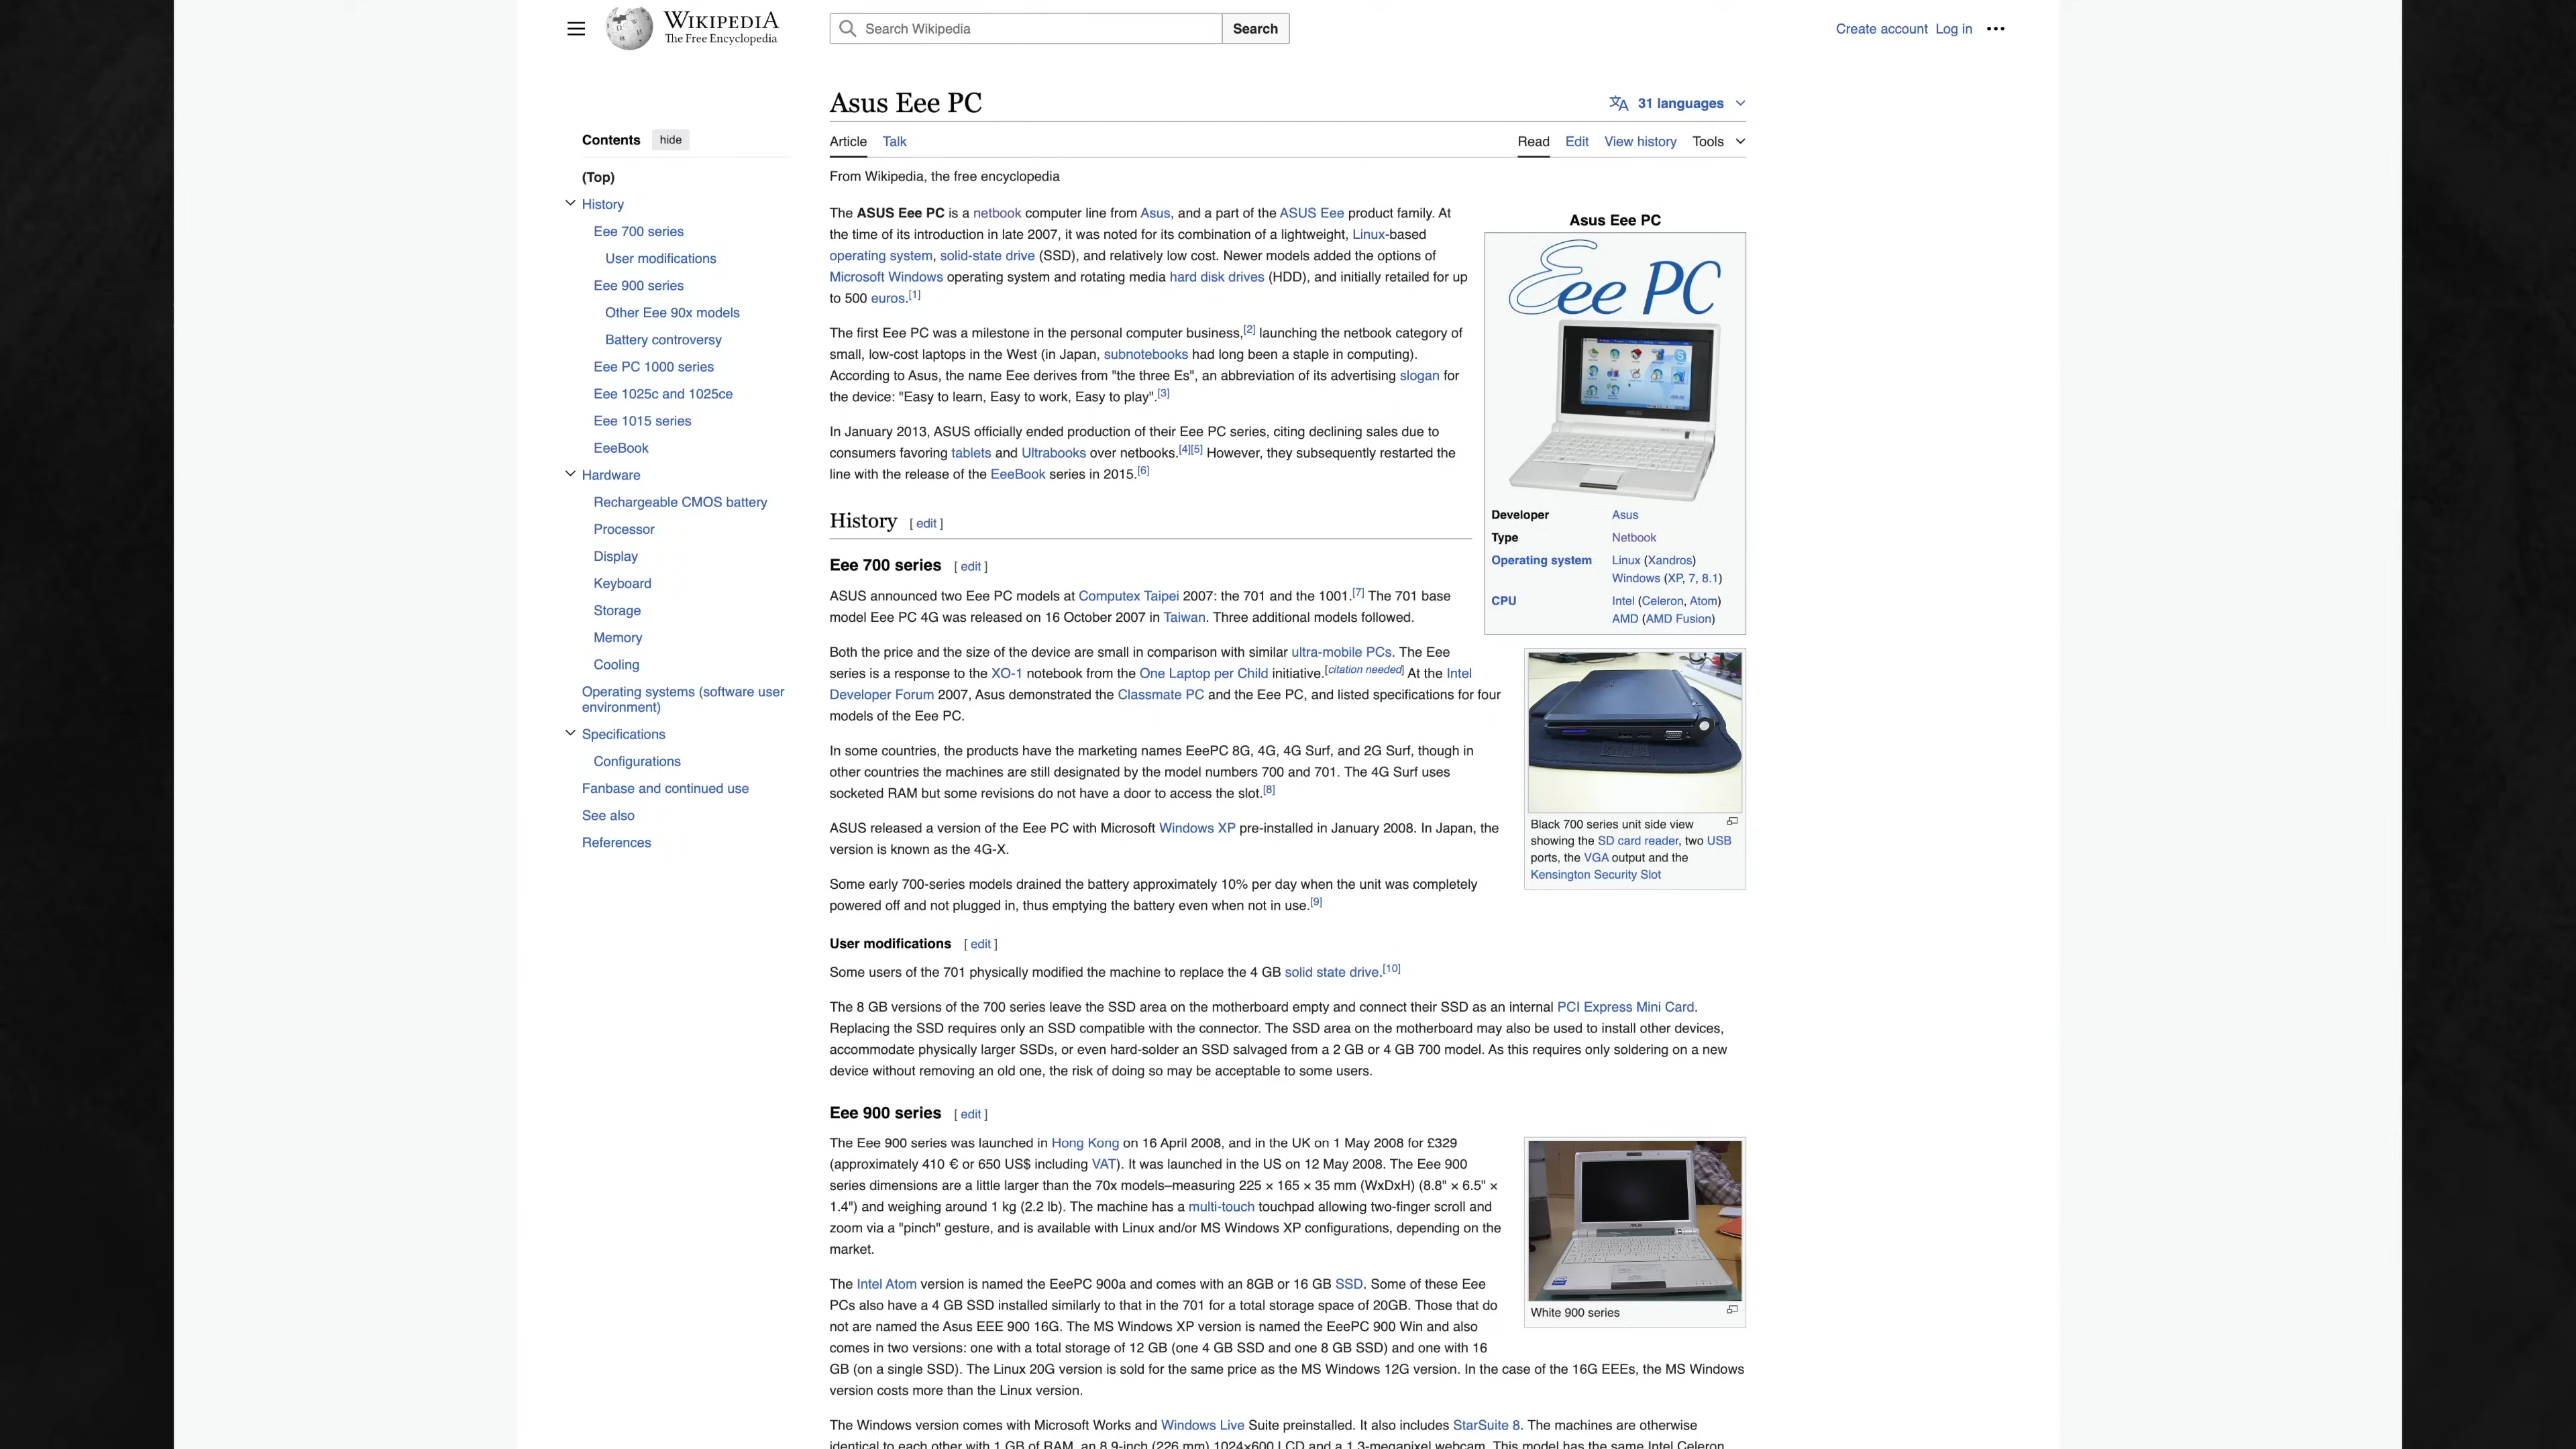 WIKIPEDIA
The Free Encyclopedia
Search Wikipedia
Search
Create account Log in
Asus Eee PC
31 languages
Article Talk
Read Edit View history Tools
Contents hide
(Top)
History
Eee 700 series
User modifications
Eee 900 series
Other Eee 90x models
Battery controversy
Eee PC 1000 series
Eee 1025c and 1025ce
Eee 1015 series
EeeBook
Hardware
Rechargeable CMOS battery
Processor
Display
Keyboard
Storage
Memory
Cooling
Operating systems (software user
environment)
Specifications
Configurations
Fanbase and continued use
See also
References
From Wikipedia, the free encyclopedia
The ASUS Eee PC is a netbook computer line from Asus, and a part of the ASUS Eee product family. At
the time of its introduction in late 2007, it was noted for its combination of a lightweight, Linux-based
operating system, solid-state drive (SSD), and relatively low cost. Newer models added the options of
Microsoft Windows operating system and rotating media hard disk drives (HDD), and initially retailed for up
to 500 euros.[1]
The first Eee PC was a milestone in the personal computer business,[2] launching the netbook category of
small, low-cost laptops in the West (in Japan, subnotebooks had long been a staple in computing).
According to Asus, the name Eee derives from "the three Es", an abbreviation of its advertising slogan for
the device: "Easy to learn, Easy to work, Easy to play".[3]
In January 2013, ASUS officially ended production of their Eee PC series, citing declining sales due to
consumers favoring tablets and Ultrabooks over netbooks.[4][5] However, they subsequently restarted the
line with the release of the EeeBook series in 2015.[6]
Asus Eee PC
Eee PC
Developer Asus
Type Netbook
Operating system Linux (Xandros)
Windows (XP, 7, 8.1)
CPU Intel (Celeron, Atom)
AMD (AMD Fusion)
History [ edit ]
Eee 700 series [ edit ]
ASUS announced two Eee PC models at Computex Taipei 2007: the 701 and the 1001.[7] The 701 base
model Eee PC 4G was released on 16 October 2007 in Taiwan. Three additional models followed.
Both the price and the size of the device are small in comparison with similar ultra-mobile PCs. The Eee
series is a response to the XO-1 notebook from the One Laptop per Child initiative.[citation needed] At the Intel
Developer Forum 2007, Asus demonstrated the Classmate PC and the Eee PC, and listed specifications for four
models of the Eee PC.
In some countries, the products have the marketing names EeePC 8G, 4G, 4G Surf, and 2G Surf, though in
other countries the machines are still designated by the model numbers 700 and 701. The 4G Surf uses
socketed RAM but some revisions do not have a door to access the slot.[8]
ASUS released a version of the Eee PC with Microsoft Windows XP pre-installed in January 2008. In Japan, the
version is known as the 4G-X.
Some early 700-series models drained the battery approximately 10% per day when the unit was completely
powered off and not plugged in, thus emptying the battery even when not in use.[9]
Black 700 series unit side view
showing the SD card reader, two USB
ports, the VGA output and the
Kensington Security Slot
User modifications [ edit ]
Some users of the 701 physically modified the machine to replace the 4 GB solid state drive.[10]
The 8 GB versions of the 700 series leave the SSD area on the motherboard empty and connect their SSD as an internal PCI Express Mini Card.
Replacing the SSD requires only an SSD compatible with the connector. The SSD area on the motherboard may also be used to install other devices,
accommodate physically larger SSDs, or even hard-solder an SSD salvaged from a 2 GB or 4 GB 700 model. As this requires only soldering on a new
device without removing an old one, the risk of doing so may be acceptable to some users.
Eee 900 series [ edit ]
The Eee 900 series was launched in Hong Kong on 16 April 2008, and in the UK on 1 May 2008 for £329
(approximately 410 € or 650 US$ including VAT). It was launched in the US on 12 May 2008. The Eee 900
series dimensions are a little larger than the 70x models–measuring 225 × 165 × 35 mm (WxDxH) (8.8" × 6.5" ×
1.4") and weighing around 1 kg (2.2 lb). The machine has a multi-touch touchpad allowing two-finger scroll and
zoom via a "pinch" gesture, and is available with Linux and/or MS Windows XP configurations, depending on the
market.
White 900 series
The Intel Atom version is named the EeePC 900a and comes with an 8GB or 16 GB SSD. Some of these Eee
PCs also have a 4 GB SSD installed similarly to that in the 701 for a total storage space of 20GB. Those that do
not are named the Asus EEE 900 16G. The MS Windows XP version is named the EeePC 900 Win and also
comes in two versions: one with a total storage of 12 GB (one 4 GB SSD and one 8 GB SSD) and one with 16
GB (on a single SSD). The Linux 20G version is sold for the same price as the MS Windows 12G version. In the case of the 16G EEEs, the MS Windows
version costs more than the Linux version.
The Windows version comes with Microsoft Works and Windows Live Suite preinstalled. It also includes StarSuite 8. The machines are otherwise
identical to each other with 1 GB of RAM, an 8.9-inch (226 mm) 1024×600 LCD and a 1.3-megapixel webcam. This model has the same Intel Celeron